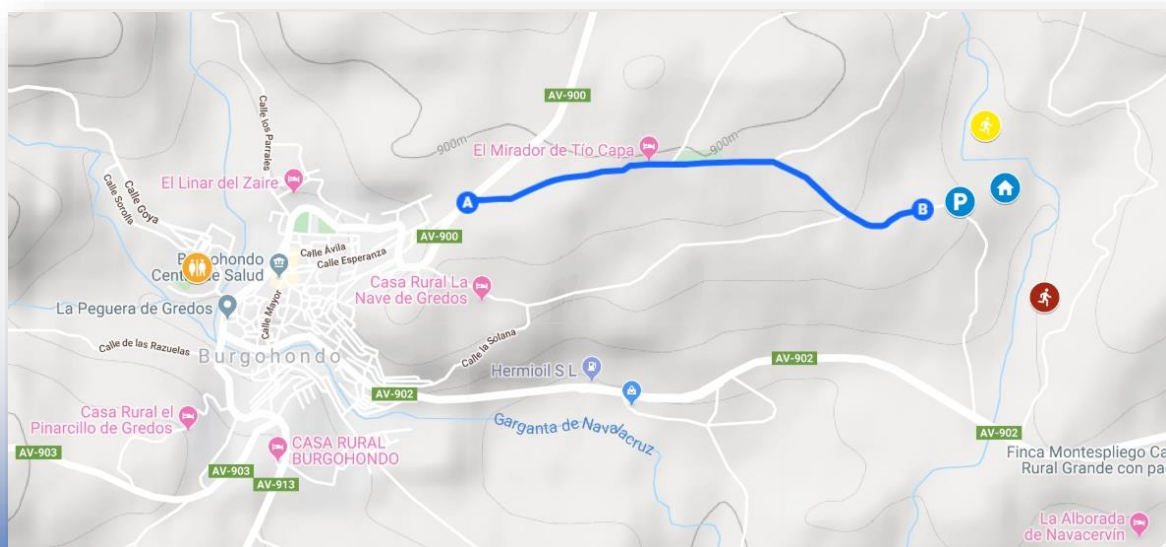 AV-900
900m
El Mirador de Tío Capa
900m
Calle los Parrales
El Linar del Zaire
Calle Goya
Calle Sorolla
A
B
P
AV-900
Calle Ávila
Calle Esperanza
Burgohondo
Centro de Salud
Casa Rural La
Nave de Gredos
La Peguera de Gredos
Calle Mayor
Calle de las Razuelas
Burgohondo
Calle la Solana
Hermioil S L
AV-902
AV-902
Casa Rural el
Pinarcillo de Gredos
Garganta de Navalacruz
AV-902
CASA RURAL
BURGOHONDO
AV-903
AV-903
AV-913
Finca Montespliego Ca
Rural Grande con pa
La Alborada
de Navacervín